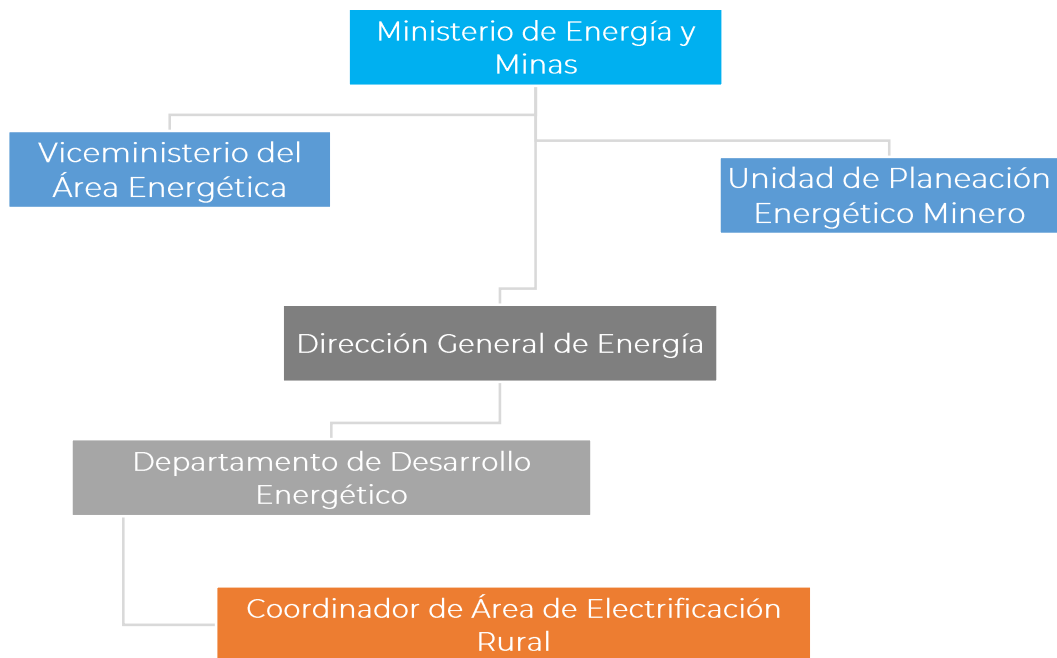 Ministerio de Energía y
Minas
Viceministerio del
Área Energética
Unidad de Planeación
Energético Minero
Dirección General de Energía
Departamento de Desarrollo
Energético
Coordinador de Área de Electrificación
Rural